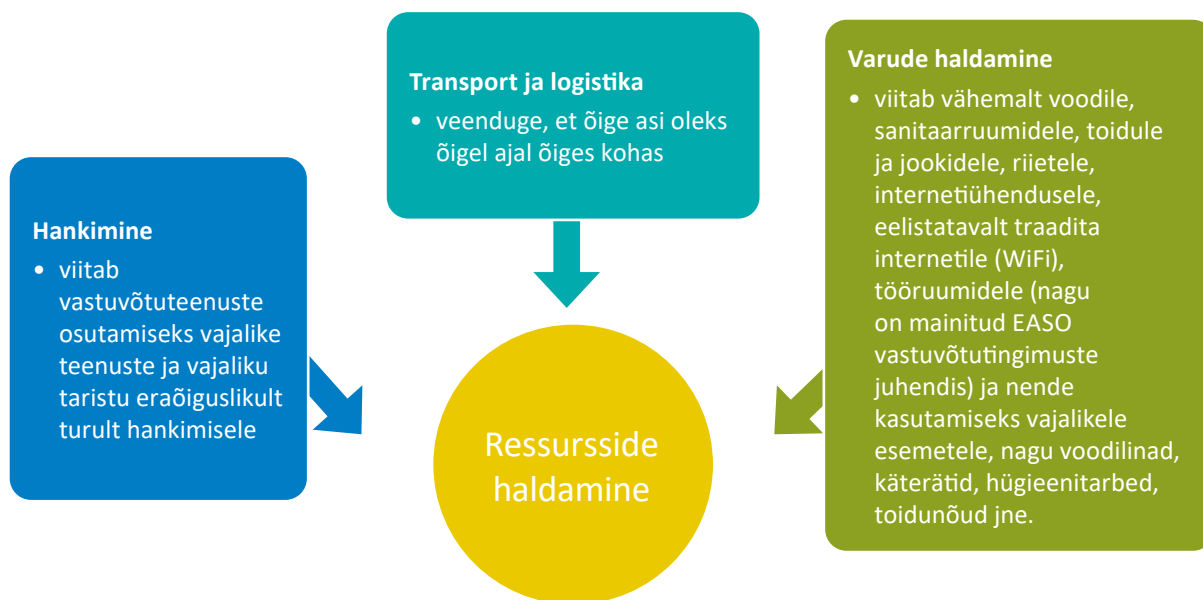 Hankimine
• viitab
vastuvõtuteenuste
osutamiseks vajalike
teenuste ja vajaliku
taristu eraõiguslikult
turult hankimisele
Transport ja logistika
• veenduge, et õige asi oleks
õigel ajal õiges kohas
Varude haldamine
• viitab vähemalt voodile,
sanitaarruumidele, toidule
ja jookidele, riietele,
internetiühendusele,
eelistatavalt traadita
internetile (WiFi),
tööruumidele (nagu
on mainitud EASO
vastuvõtutingimuste
juhendis) ja nende
kasutamiseks vajalikele
esemetele, nagu voodilinad,
käterätid, hügieenitarbed,
toidunõud jne.
Ressursside
haldamine